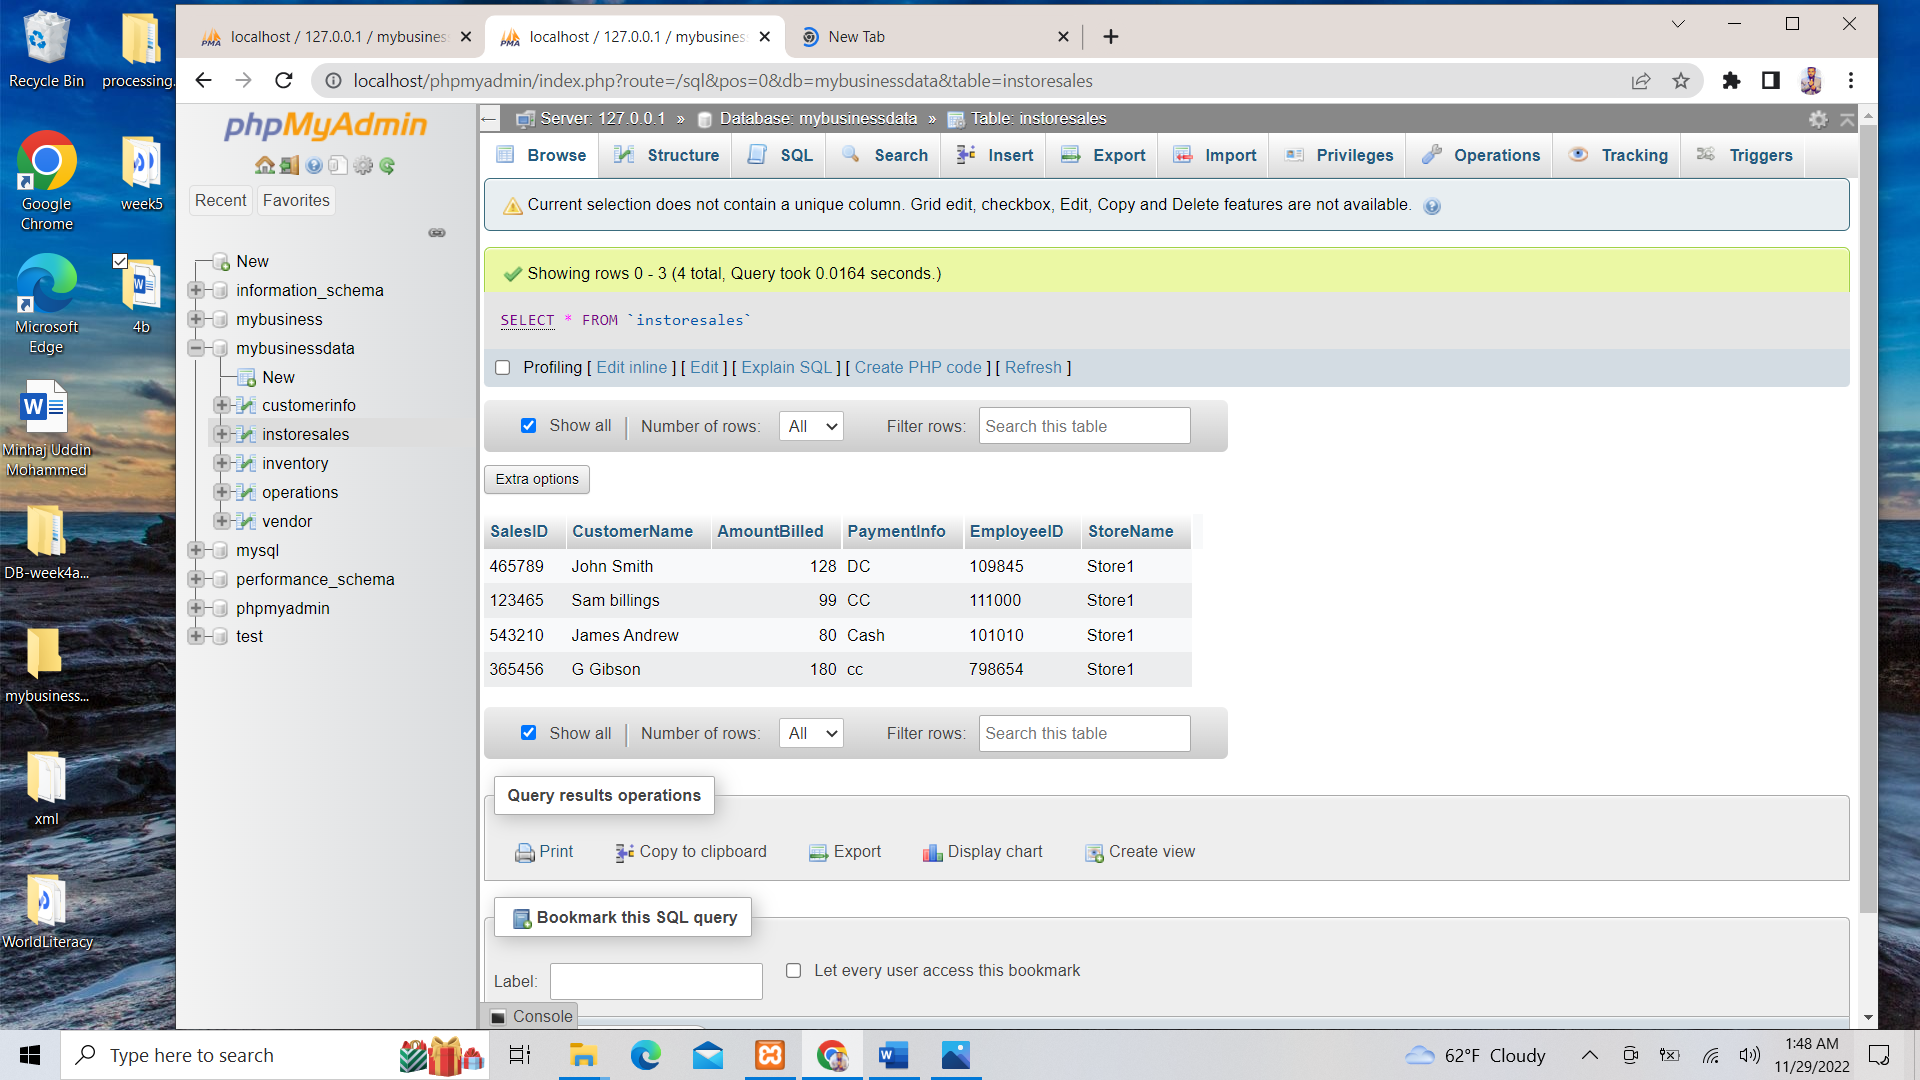 Recycle Bin
processing.
Google
Chrome
week5
Microsoft
Edge
4b
Minhaj Uddin
Mohammed
DB-week4a...
mybusiness...
xml
WorldLiteracy
localhost / 127.0.0.1 / mybusiness
localhost / 127.0.0.1 / mybusines
New Tab
localhost/phpmyadmin/index.php?route=/sql&pos=0&db=mybusinessdata&table=instoresales
phpMyAdmin
Recent
Favorites
New
information_schema
mybusiness
mybusinessdata
New
customerinfo
instoresales
inventory
operations
vendor
mysql
performance_schema
phpmyadmin
test
Server: 127.0.0.1 » Database: mybusinessdata » Table: instoresales
Browse Structure SQL Search Insert Export Import Privileges Operations Tracking Triggers
Current selection does not contain a unique column. Grid edit, checkbox, Edit, Copy and Delete features are not available.
Showing rows 0 - 3 (4 total, Query took 0.0164 seconds.)
SELECT * FROM `instoresales`
Profiling [ Edit inline ] [ Edit ] [ Explain SQL ] [ Create PHP code ] [ Refresh ]
Show all | Number of rows: All Filter rows: Search this table
Extra options
SalesID CustomerName AmountBilled PaymentInfo EmployeeID StoreName
465789 John Smith 128 DC 109845 Store1
123465 Sam billings 99 CC 111000 Store1
543210 James Andrew 80 Cash 101010 Store1
365456 G Gibson 180 cc 798654 Store1
Show all | Number of rows: All Filter rows: Search this table
Query results operations
Print Copy to clipboard Export Display chart Create view
Bookmark this SQL query
Label: Let every user access this bookmark
Console
Type here to search
62°F Cloudy
1:48 AM
11/29/2022